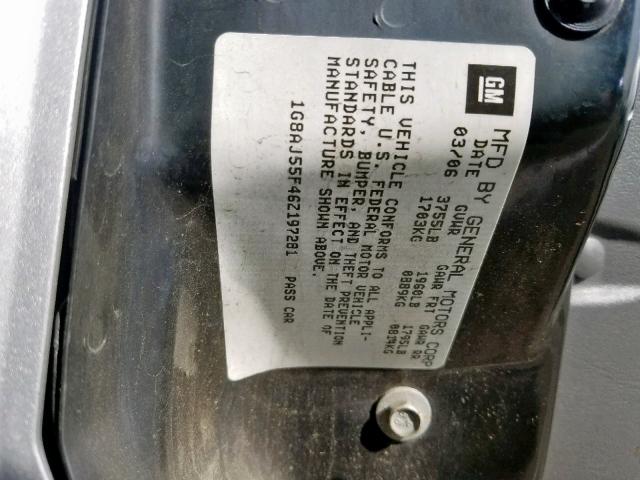 GM
MFD BY GENERAL MOTORS CORP
DATE GVWR GAWR FRT GAWR RR
03/06 3755LB 1960LB 1795LB
1703KG 0889KG 0814KG
THIS VEHICLE CONFORMS TO ALL APPLI-
CABLE U.S. FEDERAL MOTOR VEHICLE
SAFETY, BUMPER, AND THEFT PREVENTION
STANDARDS IN EFFECT ON THE DATE OF
MANUFACTURE SHOWN ABOVE.
1G8AJ55F46Z197281 PASS CAR